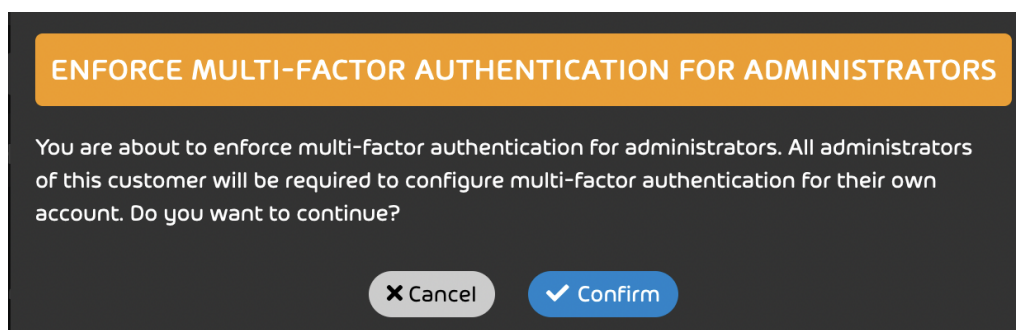 ENFORCE MULTI-FACTOR AUTHENTICATION FOR ADMINISTRATORS
You are about to enforce multi-factor authentication for administrators. All administrators
of this customer will be required to configure multi-factor authentication for their own
account. Do you want to continue?
Cancel
Confirm